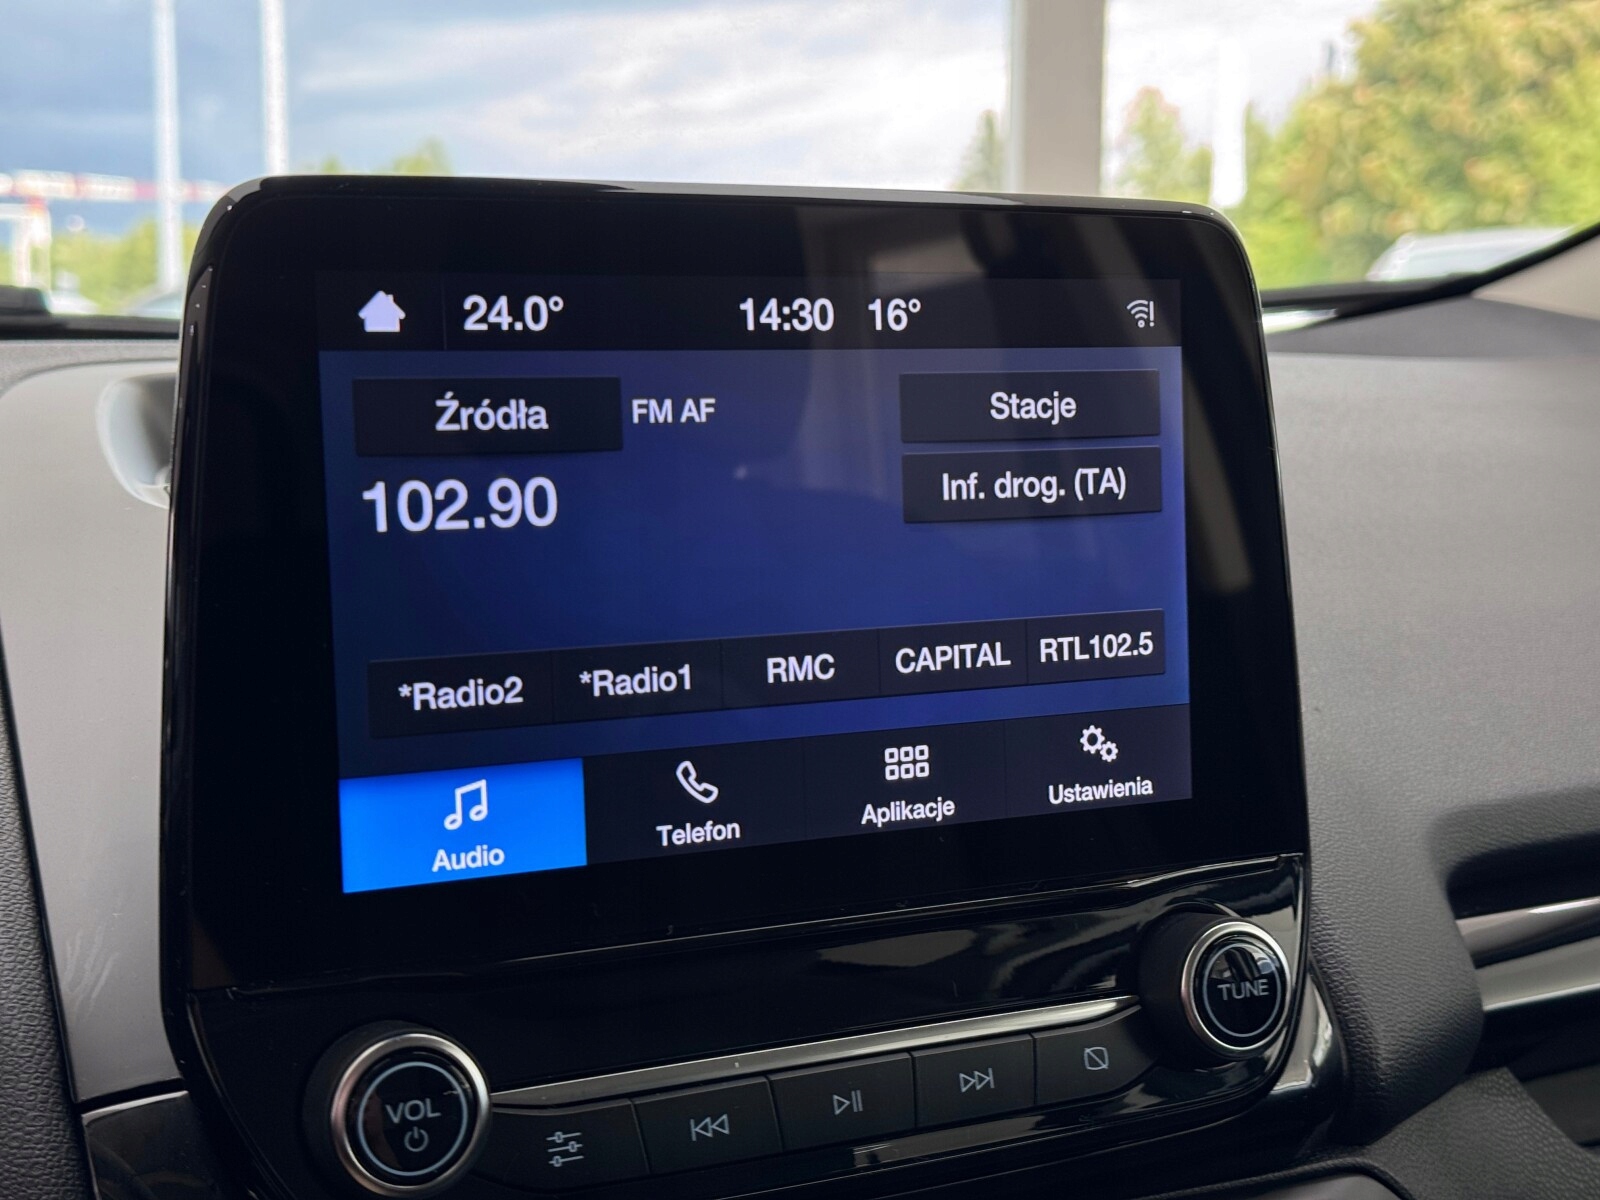 24.0°
14:30
16°
Źródła
FM AF
Stacje
102.90
Inf. drog. (TA)
*Radio2
*Radio1
RMC
CAPITAL
RTL102.5
Audio
Telefon
Aplikacje
Ustawienia
TUNE
VOL